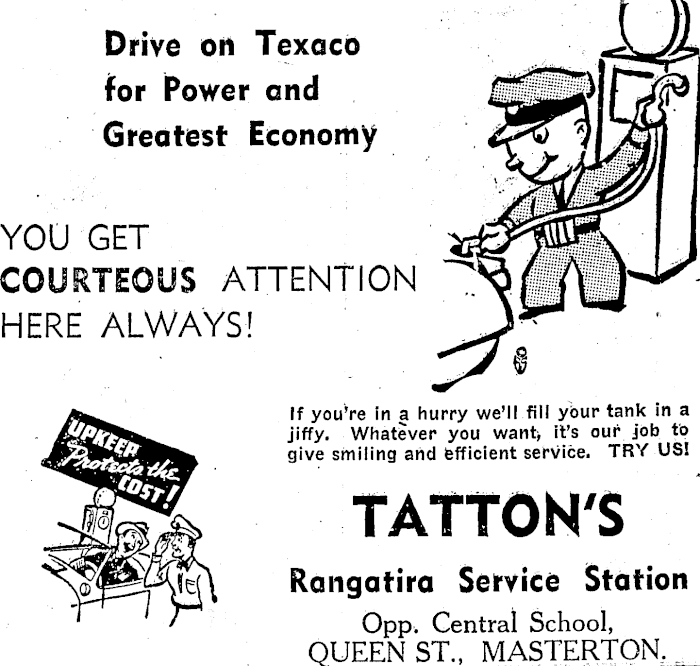 Drive on Texaco
for Power and
Greatest Economy
YOU GET
COURTEOUS ATTENTION
HERE ALWAYS!
If you're in a hurry we'll fill your tank in a
jiffy. Whatever you want, it's our job to
give smiling and efficient service. TRY US!
UPKEEP
Protects the
COST!
TATTON'S
Rangatira Service Station
Opp. Central School,
QUEEN ST., MASTERTON.